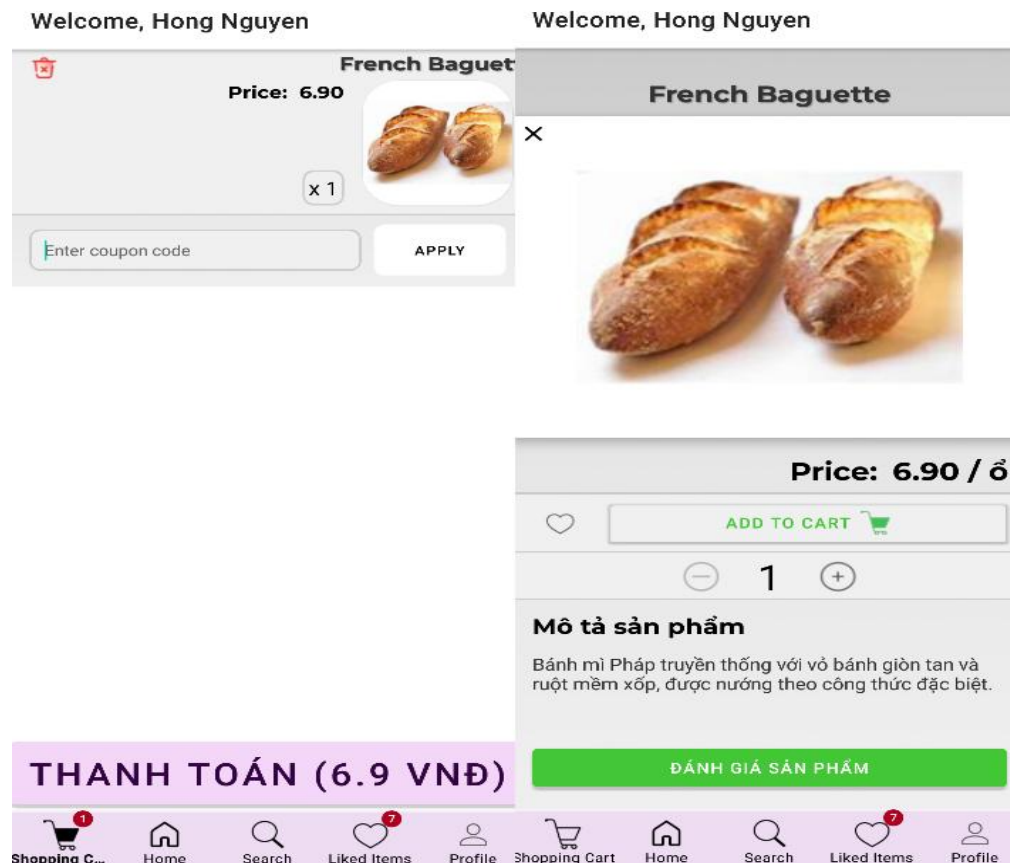 Welcome, Hong Nguyen
French Baguet
Price: 6.90
x 1
Enter coupon code
APPLY
THANH TOÁN (6.9 VNĐ)
1
7
Shopping C...
Home
Search
Liked Items
Profile
Welcome, Hong Nguyen
French Baguette
Price: 6.90 / ổ
ADD TO CART
1
Mô tả sản phẩm
Bánh mì Pháp truyền thống với vỏ bánh giòn tan và
ruột mềm xốp, được nướng theo công thức đặc biệt.
ĐÁNH GIÁ SẢN PHẨM
7
Shopping Cart
Home
Search
Liked Items
Profile